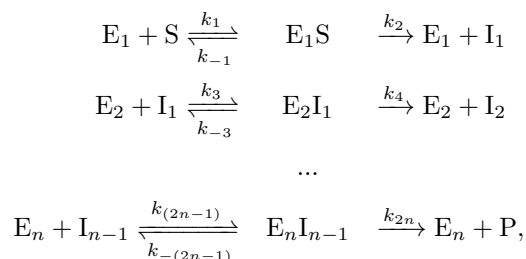 E₁ + S ⇌ E₁S → E₁ + I₁ (k₁, k₋₁, k₂)
E₂ + I₁ ⇌ E₂I₁ → E₂ + I₂ (k₃, k₋₃, k₄)
...
Eₙ + Iₙ₋₁ ⇌ EₙIₙ₋₁ → Eₙ + P, (k₍₂ₙ₋₁₎, k₋₍₂ₙ₋₁₎, k₂ₙ)